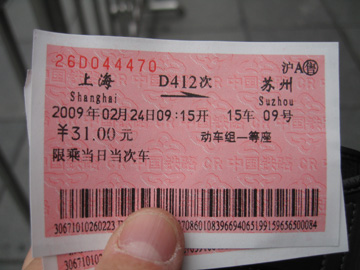 26D044470 沪A售
上海 D412次 苏州
Shanghai Suzhou
2009年02月24日09:15开 15车 09号
¥31.00元 动车组一等座
限乘当日当次车